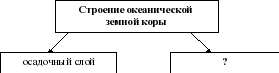 Строение океанической
земной коры
осадочный слой
?